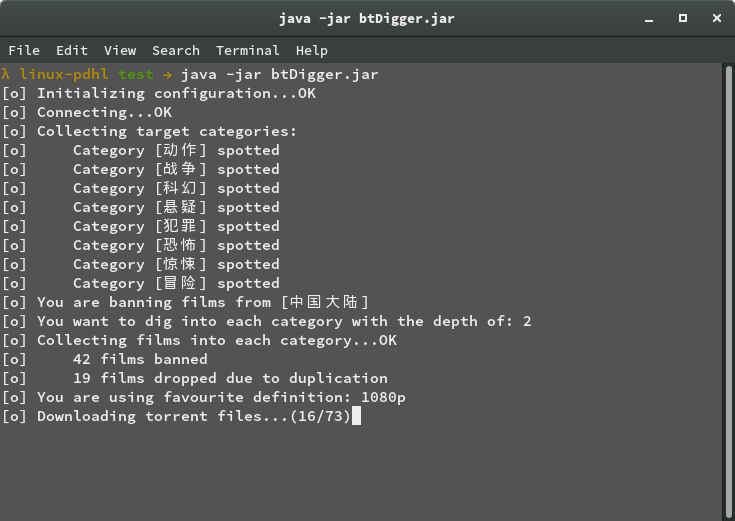 java -jar btDigger.jar
File Edit View Search Terminal Help
λ linux-pdhl test → java -jar btDigger.jar
[o] Initializing configuration...OK
[o] Connecting...OK
[o] Collecting target categories:
[o]     Category [动作] spotted
[o]     Category [战争] spotted
[o]     Category [科幻] spotted
[o]     Category [悬疑] spotted
[o]     Category [犯罪] spotted
[o]     Category [恐怖] spotted
[o]     Category [惊悚] spotted
[o]     Category [冒险] spotted
[o] You are banning films from [中国大陆]
[o] You want to dig into each category with the depth of: 2
[o] Collecting films into each category...OK
[o]     42 films banned
[o]     19 films dropped due to duplication
[o] You are using favourite definition: 1080p
[o] Downloading torrent files...(16/73)